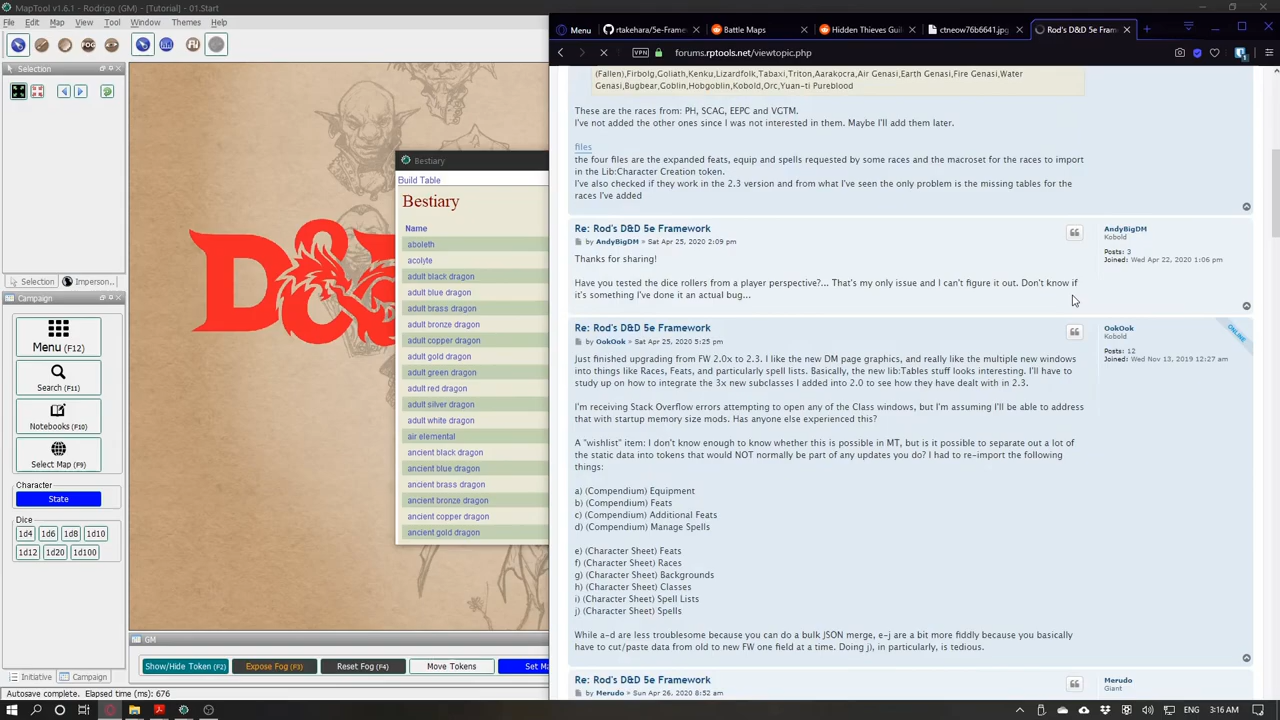 MapTool v1.6.1 - Rodrigo (GM) - [Tutorial] - 01.Start
File Edit Map View Tool Window Themes Help
FOG
Selection
Selection Imperson...
Campaign
Menu (F12)
Search (F11)
Notebooks (F10)
Select Map (F9)
Character
State
Dice
1d4 1d6 1d8 1d10
1d12 1d20 1d100
Initiative Campaign
Autosave complete. Elapsed time (ms): 676
Bestiary
Build Table
Bestiary
Name
aboleth
acolyte
adult black dragon
adult blue dragon
adult brass dragon
adult bronze dragon
adult copper dragon
adult gold dragon
adult green dragon
adult red dragon
adult silver dragon
adult white dragon
air elemental
ancient black dragon
ancient blue dragon
ancient brass dragon
ancient bronze dragon
ancient copper dragon
ancient gold dragon
GM
Show/Hide Token (F2) Expose Fog (F3) Reset Fog (F4) Move Tokens Set Ma
Menu rtakehara/5e-Frame Battle Maps Hidden Thieves Guil ctneow76b6641.jpg Rod's D&D 5e Fram
VPN forums.rptools.net/viewtopic.php
(Fallen),Firbolg,Goliath,Kenku,Lizardfolk,Tabaxi,Triton,Aarakocra,Air Genasi,Earth Genasi,Fire Genasi,Water
Genasi,Bugbear,Goblin,Hobgoblin,Kobold,Orc,Yuan-ti Pureblood
These are the races from: PH, SCAG, EEPC and VGTM.
I've not added the other ones since I was not interested in them. Maybe I'll add them later.
files
the four files are the expanded feats, equip and spells requested by some races and the macroset for the races to import
in the Lib:Character Creation token.
I've also checked if they work in the 2.3 version and from what I've seen the only problem is the missing tables for the
races I've added
Re: Rod's D&D 5e Framework
by AndyBigDM » Sat Apr 25, 2020 2:09 pm
Thanks for sharing!
Have you tested the dice rollers from a player perspective?... That's my only issue and I can't figure it out. Don't know if
it's something I've done it an actual bug...
AndyBigDM
Kobold
Posts: 3
Joined: Wed Apr 22, 2020 1:06 pm
Re: Rod's D&D 5e Framework
by OokOok » Sat Apr 25, 2020 5:25 pm
Just finished upgrading from FW 2.0x to 2.3. I like the new DM page graphics, and really like the multiple new windows
into things like Races, Feats, and particularly spell lists. Basically, the new lib:Tables stuff looks interesting. I'll have to
study up on how to integrate the 3x new subclasses I added into 2.0 to see how they have dealt with in 2.3.
I'm receiving Stack Overflow errors attempting to open any of the Class windows, but I'm assuming I'll be able to address
that with startup memory size mods. Has anyone else experienced this?
A "wishlist" item: I don't know enough to know whether this is possible in MT, but is it possible to separate out a lot of
the static data into tokens that would NOT normally be part of any updates you do? I had to re-import the following
things:
a) (Compendium) Equipment
b) (Compendium) Feats
c) (Compendium) Additional Feats
d) (Compendium) Manage Spells
e) (Character Sheet) Feats
f) (Character Sheet) Races
g) (Character Sheet) Backgrounds
h) (Character Sheet) Classes
i) (Character Sheet) Spell Lists
j) (Character Sheet) Spells
While a-d are less troublesome because you can do a bulk JSON merge, e-j are a bit more fiddly because you basically
have to cut/paste data from old to new FW one field at a time. Doing j), in particularly, is tedious.
OokOok
Posts: 12
Joined: Wed Nov 13, 2019 12:27 am
ONLINE
Re: Rod's D&D 5e Framework
by Merudo » Sun Apr 26, 2020 8:52 am
Merudo
Giant
ENG 3:16 AM